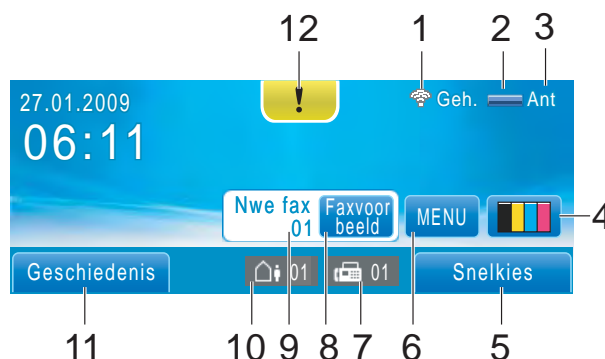 12 1 2 3
27.01.2009 ! Geh. Ant
06:11
Nwe fax Faxvoor
01 beeld MENU 4
Geschiedenis 01 01 Snelkies
11 10 9 8 7 6 5